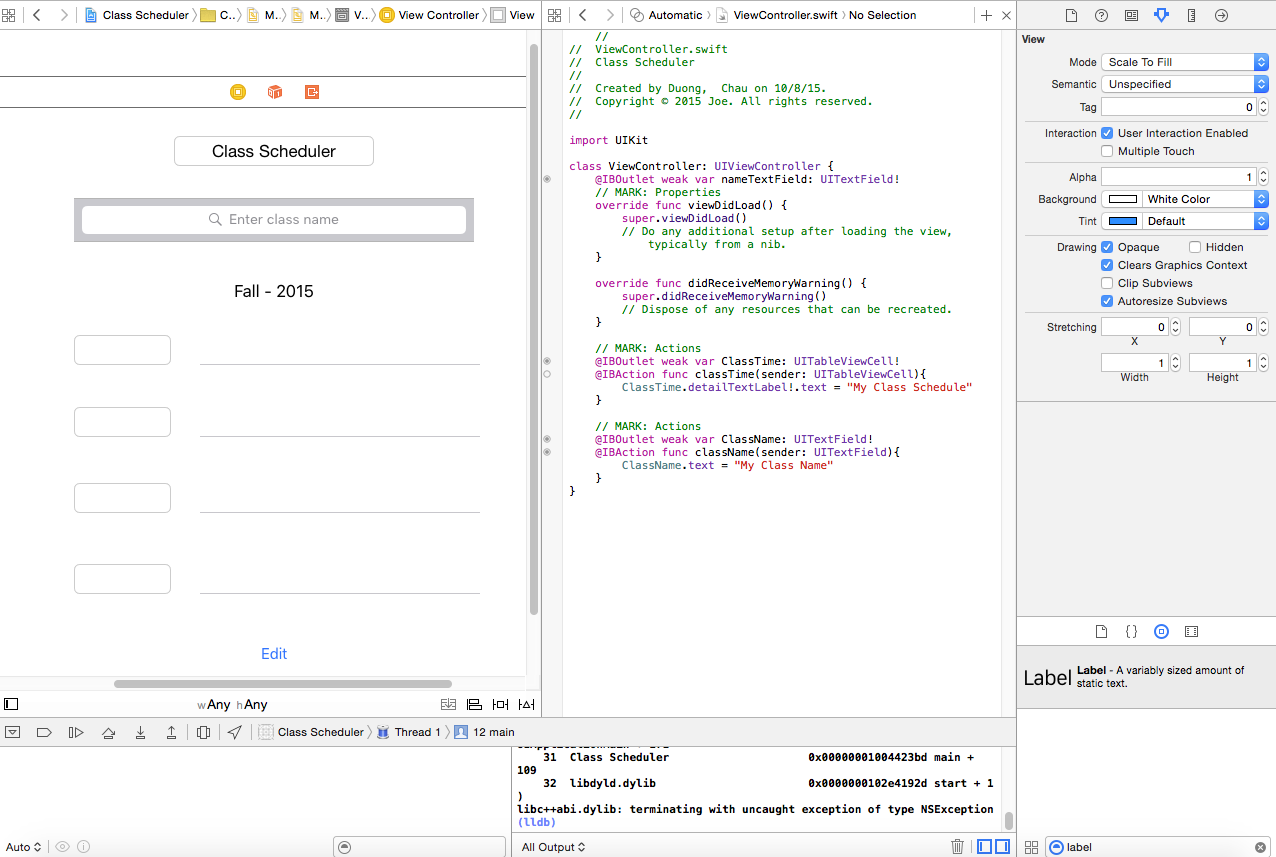 Class Scheduler
C..
M..
M..
V..
View Controller
View
Automatic
ViewController.swift
No Selection
Class Scheduler
Enter class name
Fall - 2015
Edit
wAny hAny
//
// ViewController.swift
// Class Scheduler
//
// Created by Duong, Chau on 10/8/15.
// Copyright © 2015 Joe. All rights reserved.
//
import UIKit
class ViewController: UIViewController {
@IBOutlet weak var nameTextField: UITextField!
// MARK: Properties
override func viewDidLoad() {
super.viewDidLoad()
// Do any additional setup after loading the view,
typically from a nib.
}
override func didReceiveMemoryWarning() {
super.didReceiveMemoryWarning()
// Dispose of any resources that can be recreated.
}
// MARK: Actions
@IBOutlet weak var ClassTime: UITableViewCell!
@IBAction func classTime(sender: UITableViewCell){
ClassTime.detailTextLabel!.text = "My Class Schedule"
}
// MARK: Actions
@IBOutlet weak var ClassName: UITextField!
@IBAction func className(sender: UITextField){
ClassName.text = "My Class Name"
}
}
View
Mode Scale To Fill
Semantic Unspecified
Tag 0
Interaction User Interaction Enabled
Multiple Touch
Alpha 1
Background White Color
Tint Default
Drawing Opaque Hidden
Clears Graphics Context
Clip Subviews
Autoresize Subviews
Stretching 0 0
X Y
1 1
Width Height
Label
Label - A variably sized amount of
static text.
Class Scheduler
Thread 1
12 main
31 Class Scheduler 0x00000001004423bd main +
109
32 libdyld.dylib 0x0000000102e4192d start + 1
)
libc++abi.dylib: terminating with uncaught exception of type NSException
(lldb)
Auto
All Output
label